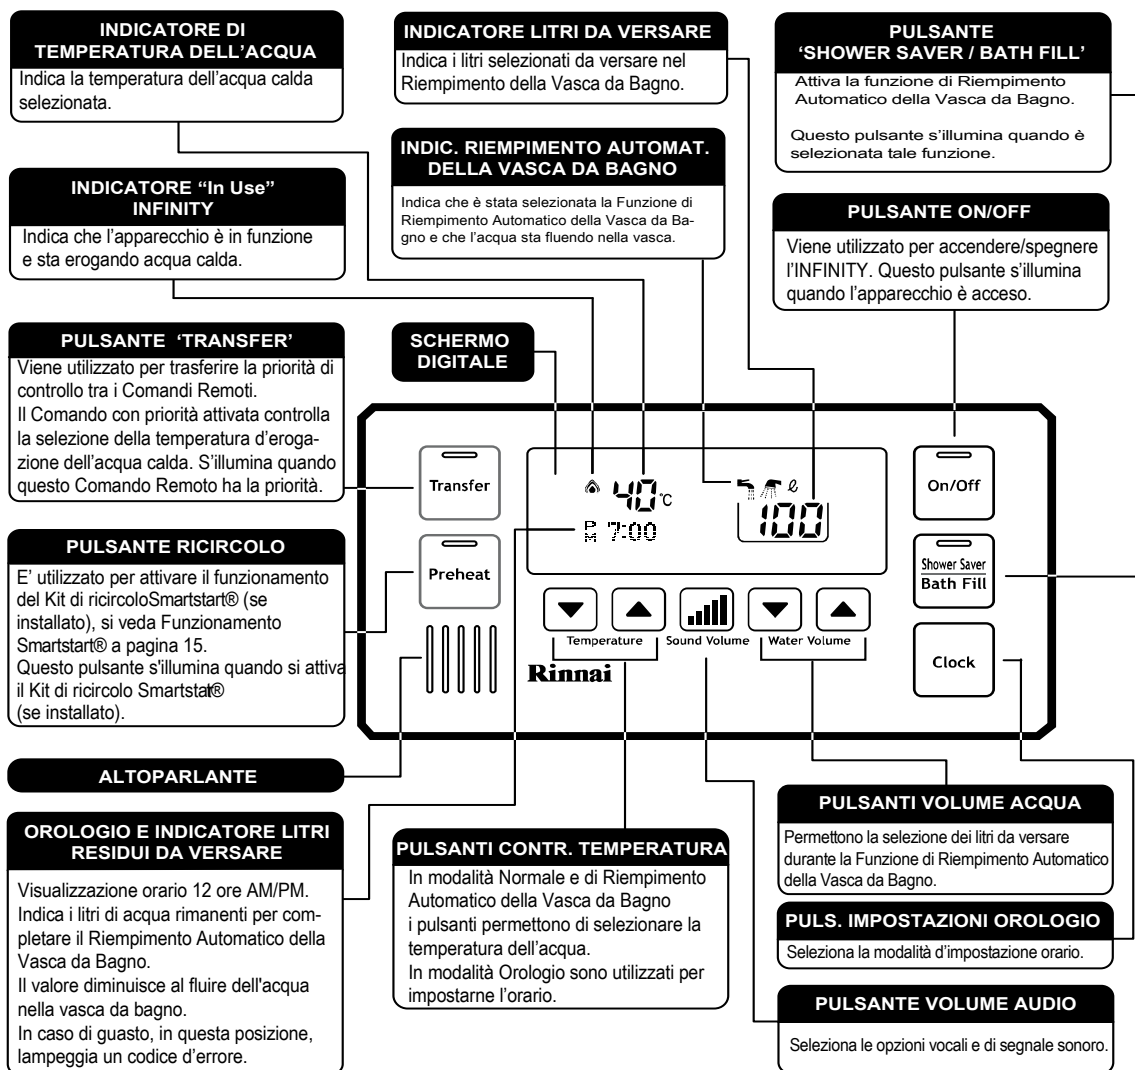 INDICATORE DI
TEMPERATURA DELL'ACQUA
Indica la temperatura dell'acqua calda
selezionata.
INDICATORE LITRI DA VERSARE
Indica i litri selezionati da versare nel
Riempimento della Vasca da Bagno.
PULSANTE
'SHOWER SAVER / BATH FILL'
Attiva la funzione di Riempimento
Automatico della Vasca da Bagno.
Questo pulsante s'illumina quando è
selezionata tale funzione.
INDIC. RIEMPIMENTO AUTOMAT.
DELLA VASCA DA BAGNO
Indica che è stata selezionata la Funzione di
Riempimento Automatico della Vasca da Ba-
gno e che l'acqua sta fluendo nella vasca.
INDICATORE “In Use”
INFINITY
Indica che l'apparecchio è in funzione
e sta erogando acqua calda.
PULSANTE ON/OFF
Viene utilizzato per accendere/spegnere
l'INFINITY. Questo pulsante s'illumina
quando l'apparecchio è acceso.
PULSANTE 'TRANSFER'
Viene utilizzato per trasferire la priorità di
controllo tra i Comandi Remoti.
Il Comando con priorità attivata controlla
la selezione della temperatura d'eroga-
zione dell'acqua calda. S'illumina quando
questo Comando Remoto ha la priorità.
SCHERMO
DIGITALE
PULSANTE RICIRCOLO
E' utilizzato per attivare il funzionamento
del Kit di ricircoloSmartstart® (se
installato), si veda Funzionamento
Smartstart® a pagina 15.
Questo pulsante s'illumina quando si attiva
il Kit di ricircolo Smartstat®
(se installato).
Transfer
Preheat
40°C
PM 7:00
ℓ
100
Temperature
Sound Volume
Water Volume
Rinnai
On/Off
Shower Saver
Bath Fill
Clock
ALTOPARLANTE
OROLOGIO E INDICATORE LITRI
RESIDUI DA VERSARE
Visualizzazione orario 12 ore AM/PM.
Indica i litri di acqua rimanenti per com-
pletare il Riempimento Automatico della
Vasca da Bagno.
Il valore diminuisce al fluire dell'acqua
nella vasca da bagno.
In caso di guasto, in questa posizione,
lampeggia un codice d'errore.
PULSANTI CONTR. TEMPERATURA
In modalità Normale e di Riempimento
Automatico della Vasca da Bagno
i pulsanti permettono di selezionare la
temperatura dell'acqua.
In modalità Orologio sono utilizzati per
impostarne l'orario.
PULSANTI VOLUME ACQUA
Permettono la selezione dei litri da versare
durante la Funzione di Riempimento Automatico
della Vasca da Bagno.
PULS. IMPOSTAZIONI OROLOGIO
Seleziona la modalità d'impostazione orario.
PULSANTE VOLUME AUDIO
Seleziona le opzioni vocali e di segnale sonoro.